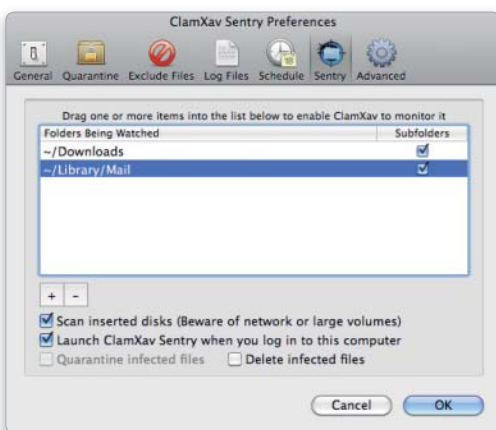 ClamXav Sentry Preferences
General Quarantine Exclude Files Log Files Schedule Sentry Advanced
Drag one or more items into the list below to enable ClamXav to monitor it
Folders Being Watched Subfolders
~/Downloads
~/Library/Mail
+ -
Scan inserted disks (Beware of network or large volumes)
Launch ClamXav Sentry when you log in to this computer
Quarantine infected files Delete infected files
Cancel OK